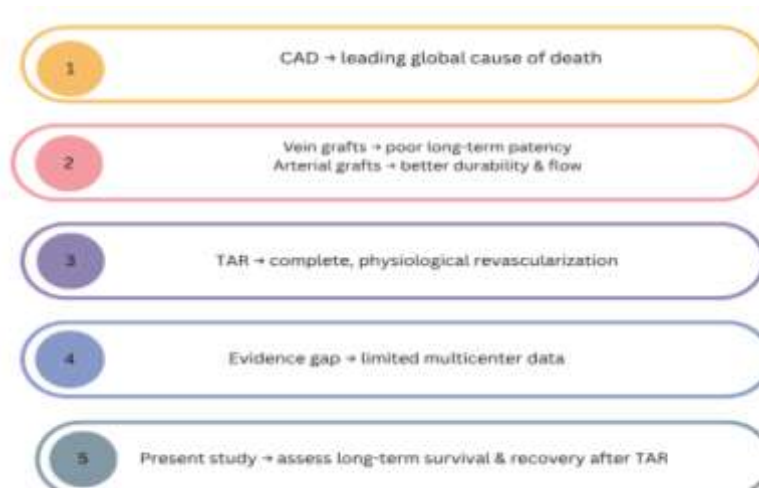 1
CAD → leading global cause of death
2
Vein grafts → poor long-term patency
Arterial grafts → better durability & flow
3
TAR → complete, physiological revascularization
4
Evidence gap → limited multicenter data
5
Present study → assess long-term survival & recovery after TAR